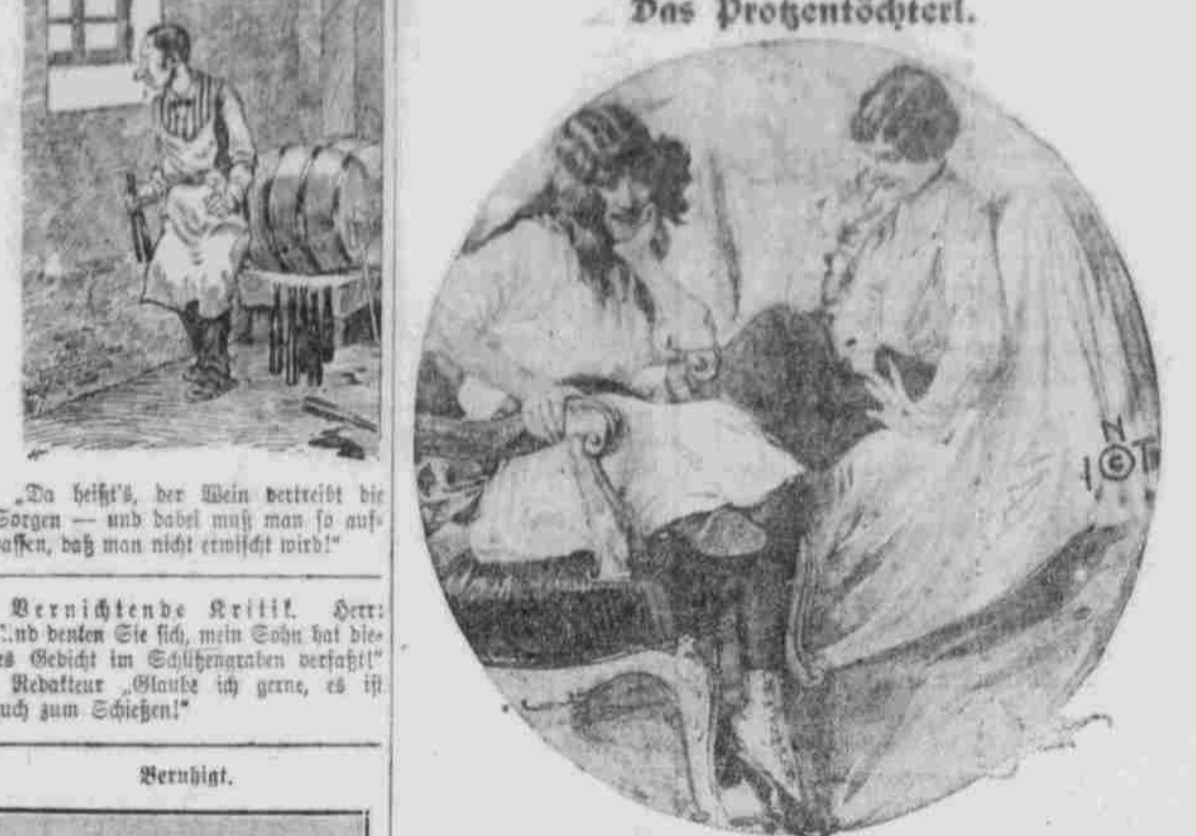 „Da heißt's, der Wein vertreibt die
Sorgen — und dabei muß man so auf-
passen, daß man nicht erwischt wird!"
Vernichtende Kritik. Herr:
„Und denken Sie sich, mein Sohn hat die-
es Gedicht im Schützengraben verfaßt!"
Redakteur „Glaube ich gerne, es ist
auch zum Schießen!"
Beruhigt.
Das Protzentöchterl.
N
I©T